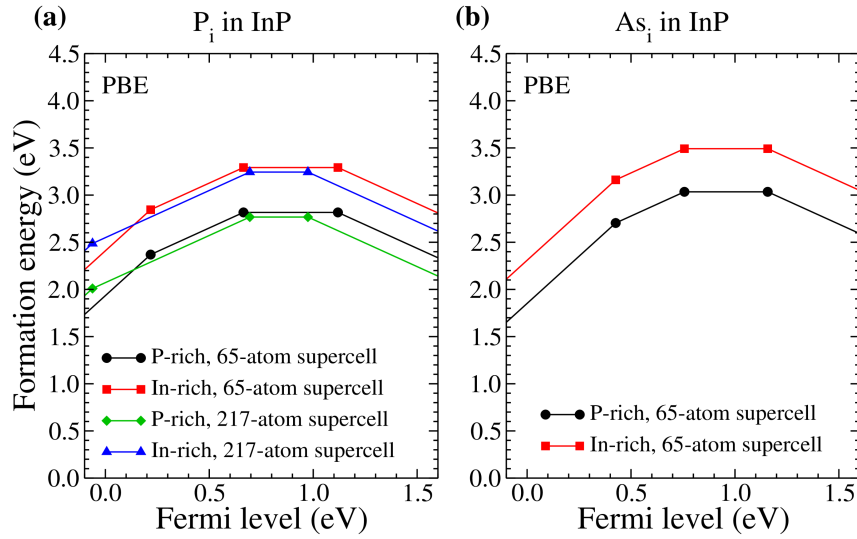 (a)
P_i in InP
(b)
As_i in InP
Formation energy (eV)
4.5
4.0
3.5
3.0
2.5
2.0
1.5
1.0
0.5
0.0
PBE
P-rich, 65-atom supercell
In-rich, 65-atom supercell
P-rich, 217-atom supercell
In-rich, 217-atom supercell
0.0 0.5 1.0 1.5
Fermi level (eV)
4.5
4.0
3.5
3.0
2.5
2.0
1.5
1.0
0.5
0.0
PBE
P-rich, 65-atom supercell
In-rich, 65-atom supercell
0.0 0.5 1.0 1.5
Fermi level (eV)